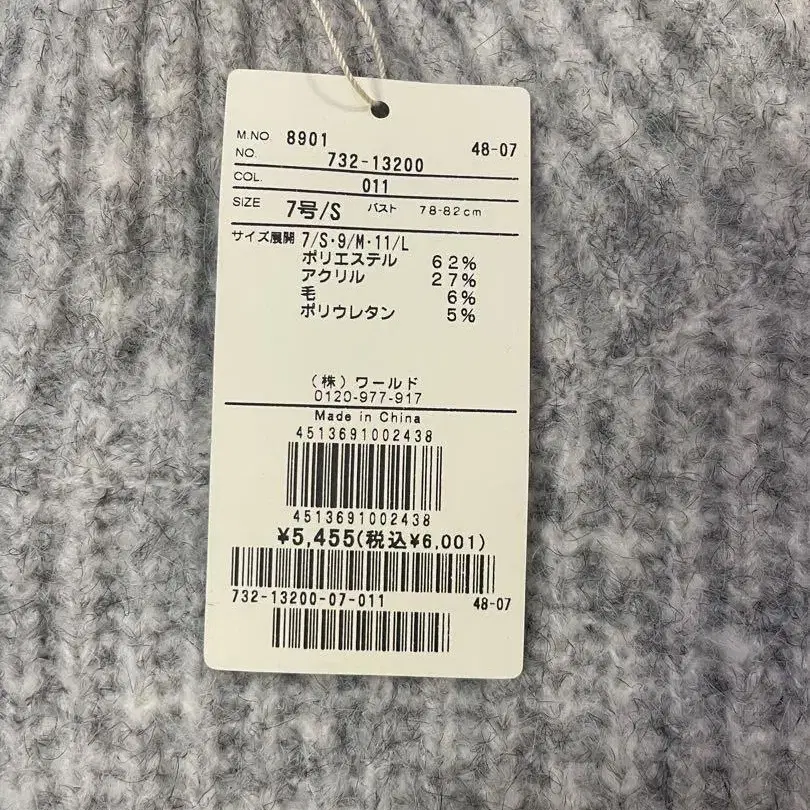 M.NO 8901 48-07
NO. 732-13200
COL. 011
SIZE 7号/S バスト 78-82cm
サイズ展開 7/S・9/M・11/L
ポリエステル 62%
アクリル 27%
毛 6%
ポリウレタン 5%
(株)ワールド
0120-977-917
Made in China
4513691002438
4513691002438
¥5,455(税込¥6,001)
732-13200-07-011 48-07